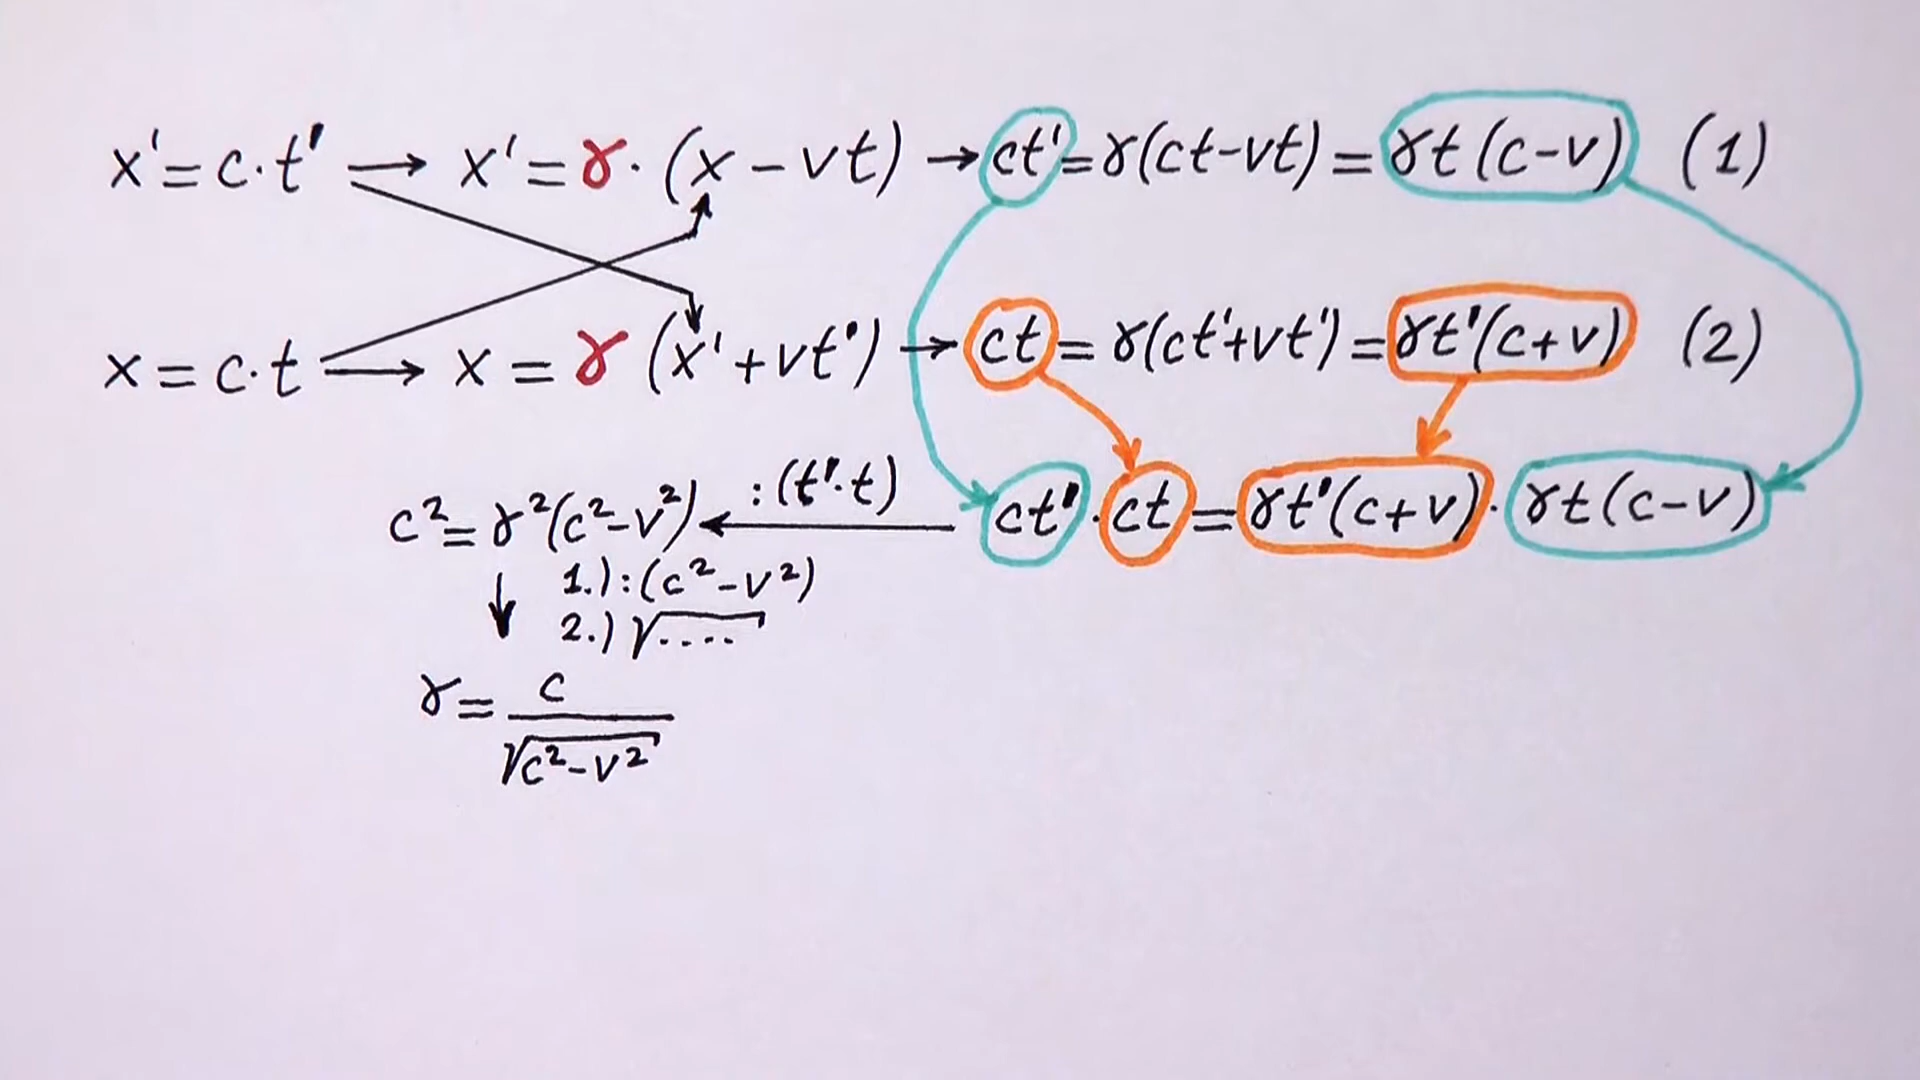 x'=c·t' → x'=γ·(x-vt) → ct'=γ(ct-vt)=γt(c-v) (1)
x=c·t → x=γ(x'+vt') → ct=γ(ct'+vt')=γt'(c+v) (2)
c²=γ²(c²-v²) ← :(t'·t) ct'·ct=γt'(c+v)·γt(c-v)
↓ 1.):(c²-v²)
2.) √....
γ=c/√c²-v²